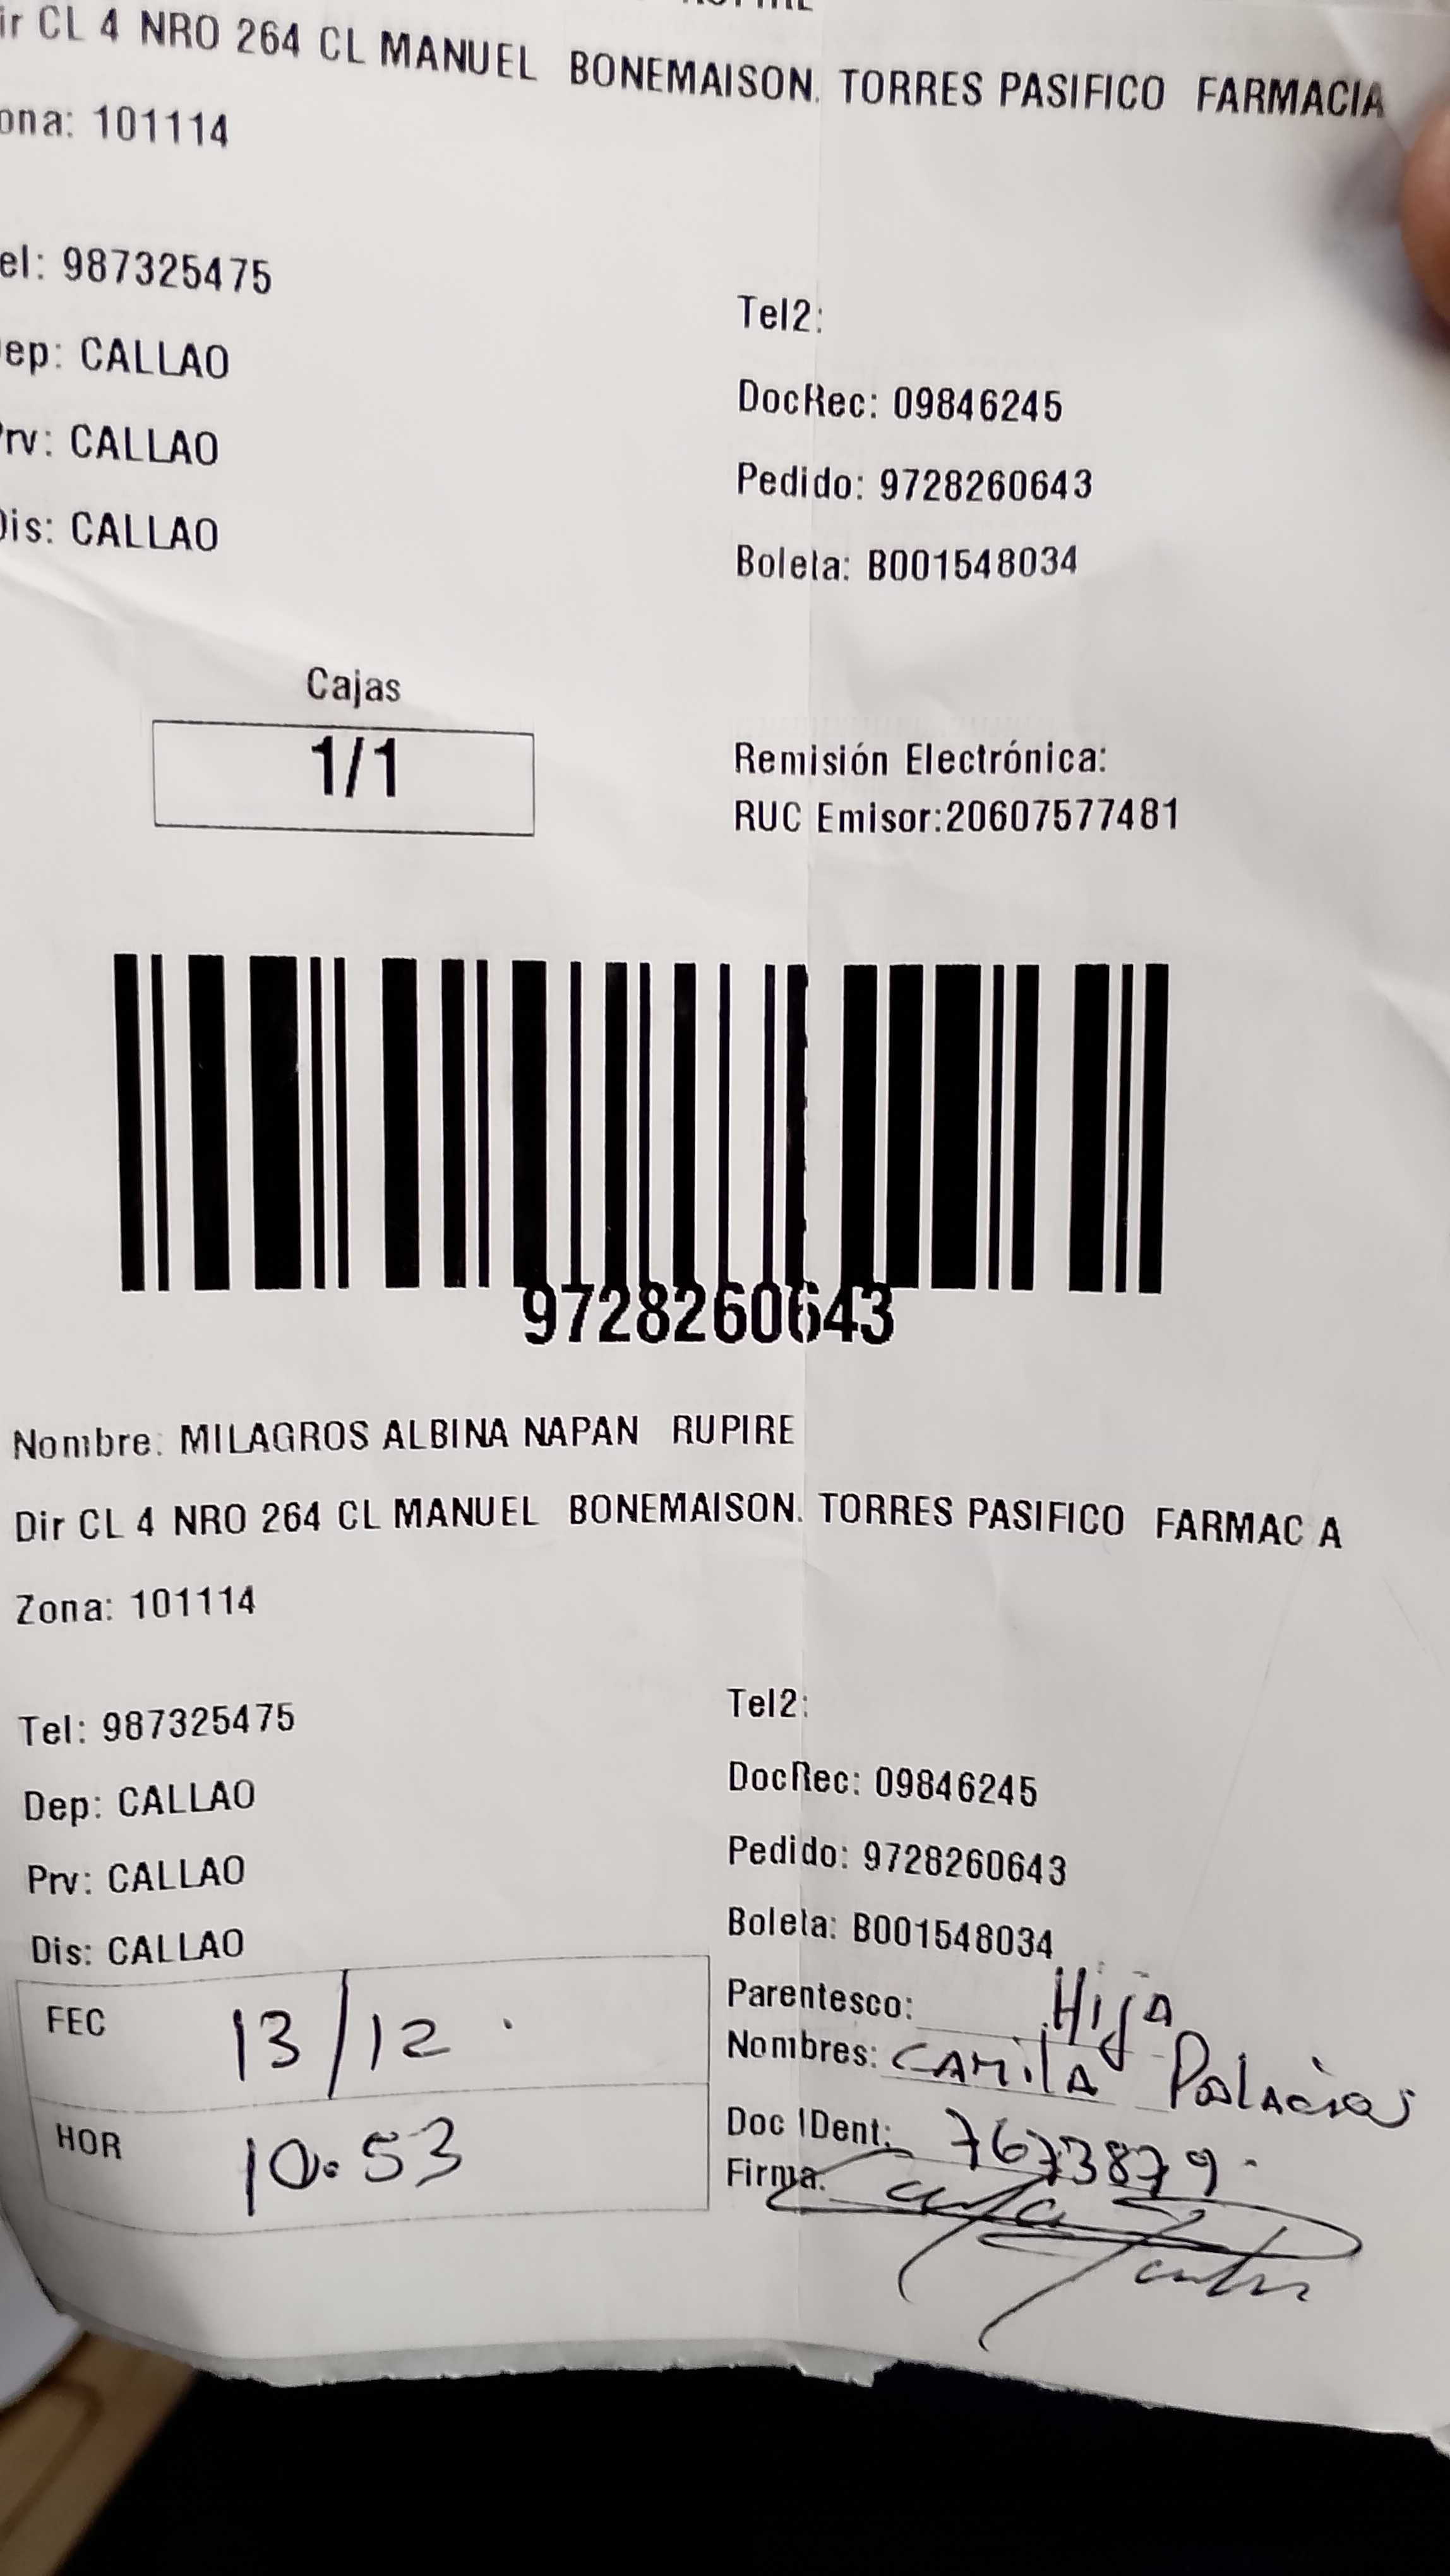 ir CL 4 NRO 264 CL MANUEL BONEMAISON. TORRES PASIFICO FARMACIA
ona: 101114
el: 987325475
Tel2:
ep: CALLAO
DocRec: 09846245
rv: CALLAO
Pedido: 9728260643
Dis: CALLAO
Boleta: B001548034
Cajas
1/1
Remisión Electrónica:
RUC Emisor:20607577481
9728260643
Nombre: MILAGROS ALBINA NAPAN RUPIRE
Dir CL 4 NRO 264 CL MANUEL BONEMAISON. TORRES PASIFICO FARMAC A
Zona: 101114
Tel: 987325475
Tel2:
Dep: CALLAO
DocRec: 09846245
Prv: CALLAO
Pedido: 9728260643
Dis: CALLAO
Boleta: B001548034
FEC 13/12
HOR 10.53
Parentesco: Hija
Nombres: CAMILA Palacios
Doc IDent: 7673879
Firma: